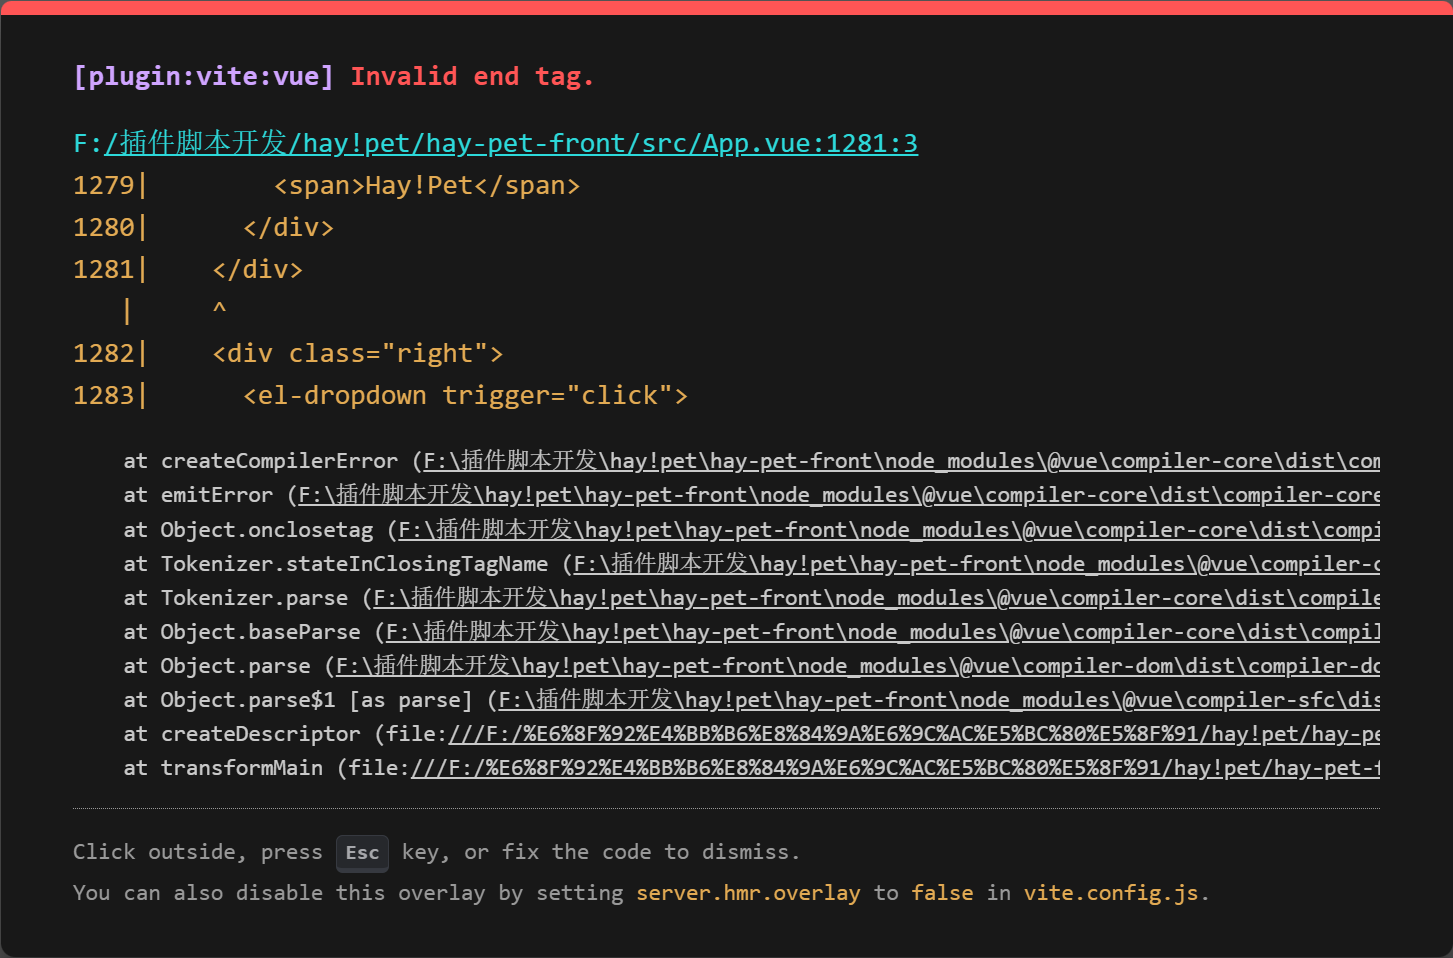 [plugin:vite:vue] Invalid end tag.
F:/插件脚本开发/hay!pet/hay-pet-front/src/App.vue:1281:3
1279|        <span>Hay!Pet</span>
1280|      </div>
1281|    </div>
   |     ^
1282|    <div class="right">
1283|      <el-dropdown trigger="click">
at createCompilerError (F:\插件脚本开发\hay!pet\hay-pet-front\node_modules\@vue\compiler-core\dist\com
at emitError (F:\插件脚本开发\hay!pet\hay-pet-front\node_modules\@vue\compiler-core\dist\compiler-core
at Object.onclosetag (F:\插件脚本开发\hay!pet\hay-pet-front\node_modules\@vue\compiler-core\dist\compi
at Tokenizer.stateInClosingTagName (F:\插件脚本开发\hay!pet\hay-pet-front\node_modules\@vue\compiler-c
at Tokenizer.parse (F:\插件脚本开发\hay!pet\hay-pet-front\node_modules\@vue\compiler-core\dist\compile
at Object.baseParse (F:\插件脚本开发\hay!pet\hay-pet-front\node_modules\@vue\compiler-core\dist\compil
at Object.parse (F:\插件脚本开发\hay!pet\hay-pet-front\node_modules\@vue\compiler-dom\dist\compiler-do
at Object.parse$1 [as parse] (F:\插件脚本开发\hay!pet\hay-pet-front\node_modules\@vue\compiler-sfc\dis
at createDescriptor (file:///F:/%E6%8F%92%E4%BB%B6%E8%84%9A%E6%9C%AC%E5%BC%80%E5%8F%91/hay!pet/hay-pe
at transformMain (file:///F:/%E6%8F%92%E4%BB%B6%E8%84%9A%E6%9C%AC%E5%BC%80%E5%8F%91/hay!pet/hay-pet-f
Click outside, press Esc key, or fix the code to dismiss.
You can also disable this overlay by setting server.hmr.overlay to false in vite.config.js.